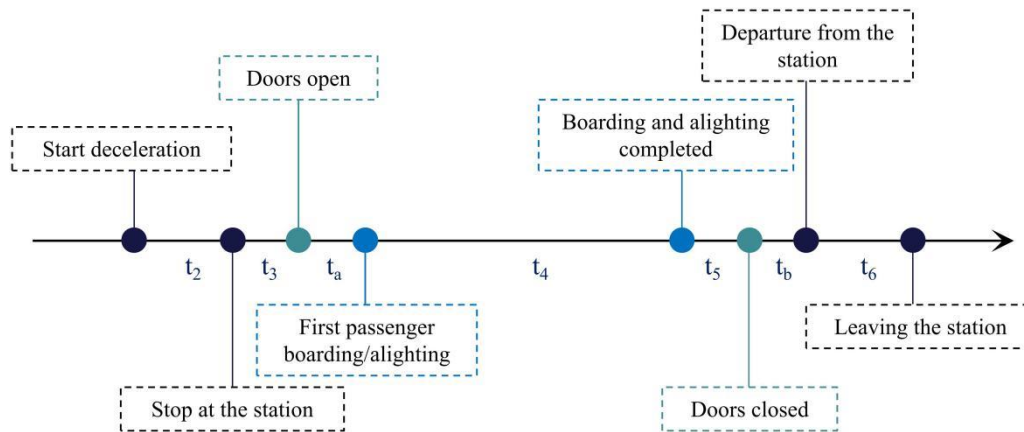 Departure from the
station
Doors open
Boarding and alighting
completed
Start deceleration
t2
t3
ta
t4
t5
tb
t6
First passenger
boarding/alighting
Leaving the station
Stop at the station
Doors closed